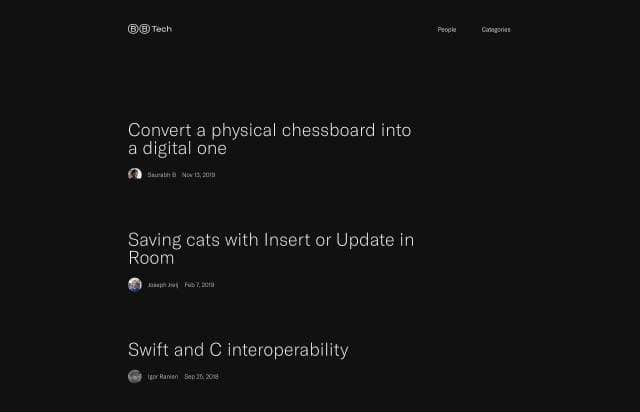 BB Tech
People Categories
Convert a physical chessboard into
a digital one
Saurabh B Nov 13, 2019
Saving cats with Insert or Update in
Room
Joseph Feb 7, 2019
Swift and C interoperability
Igor Ranieri Sep 25, 2018